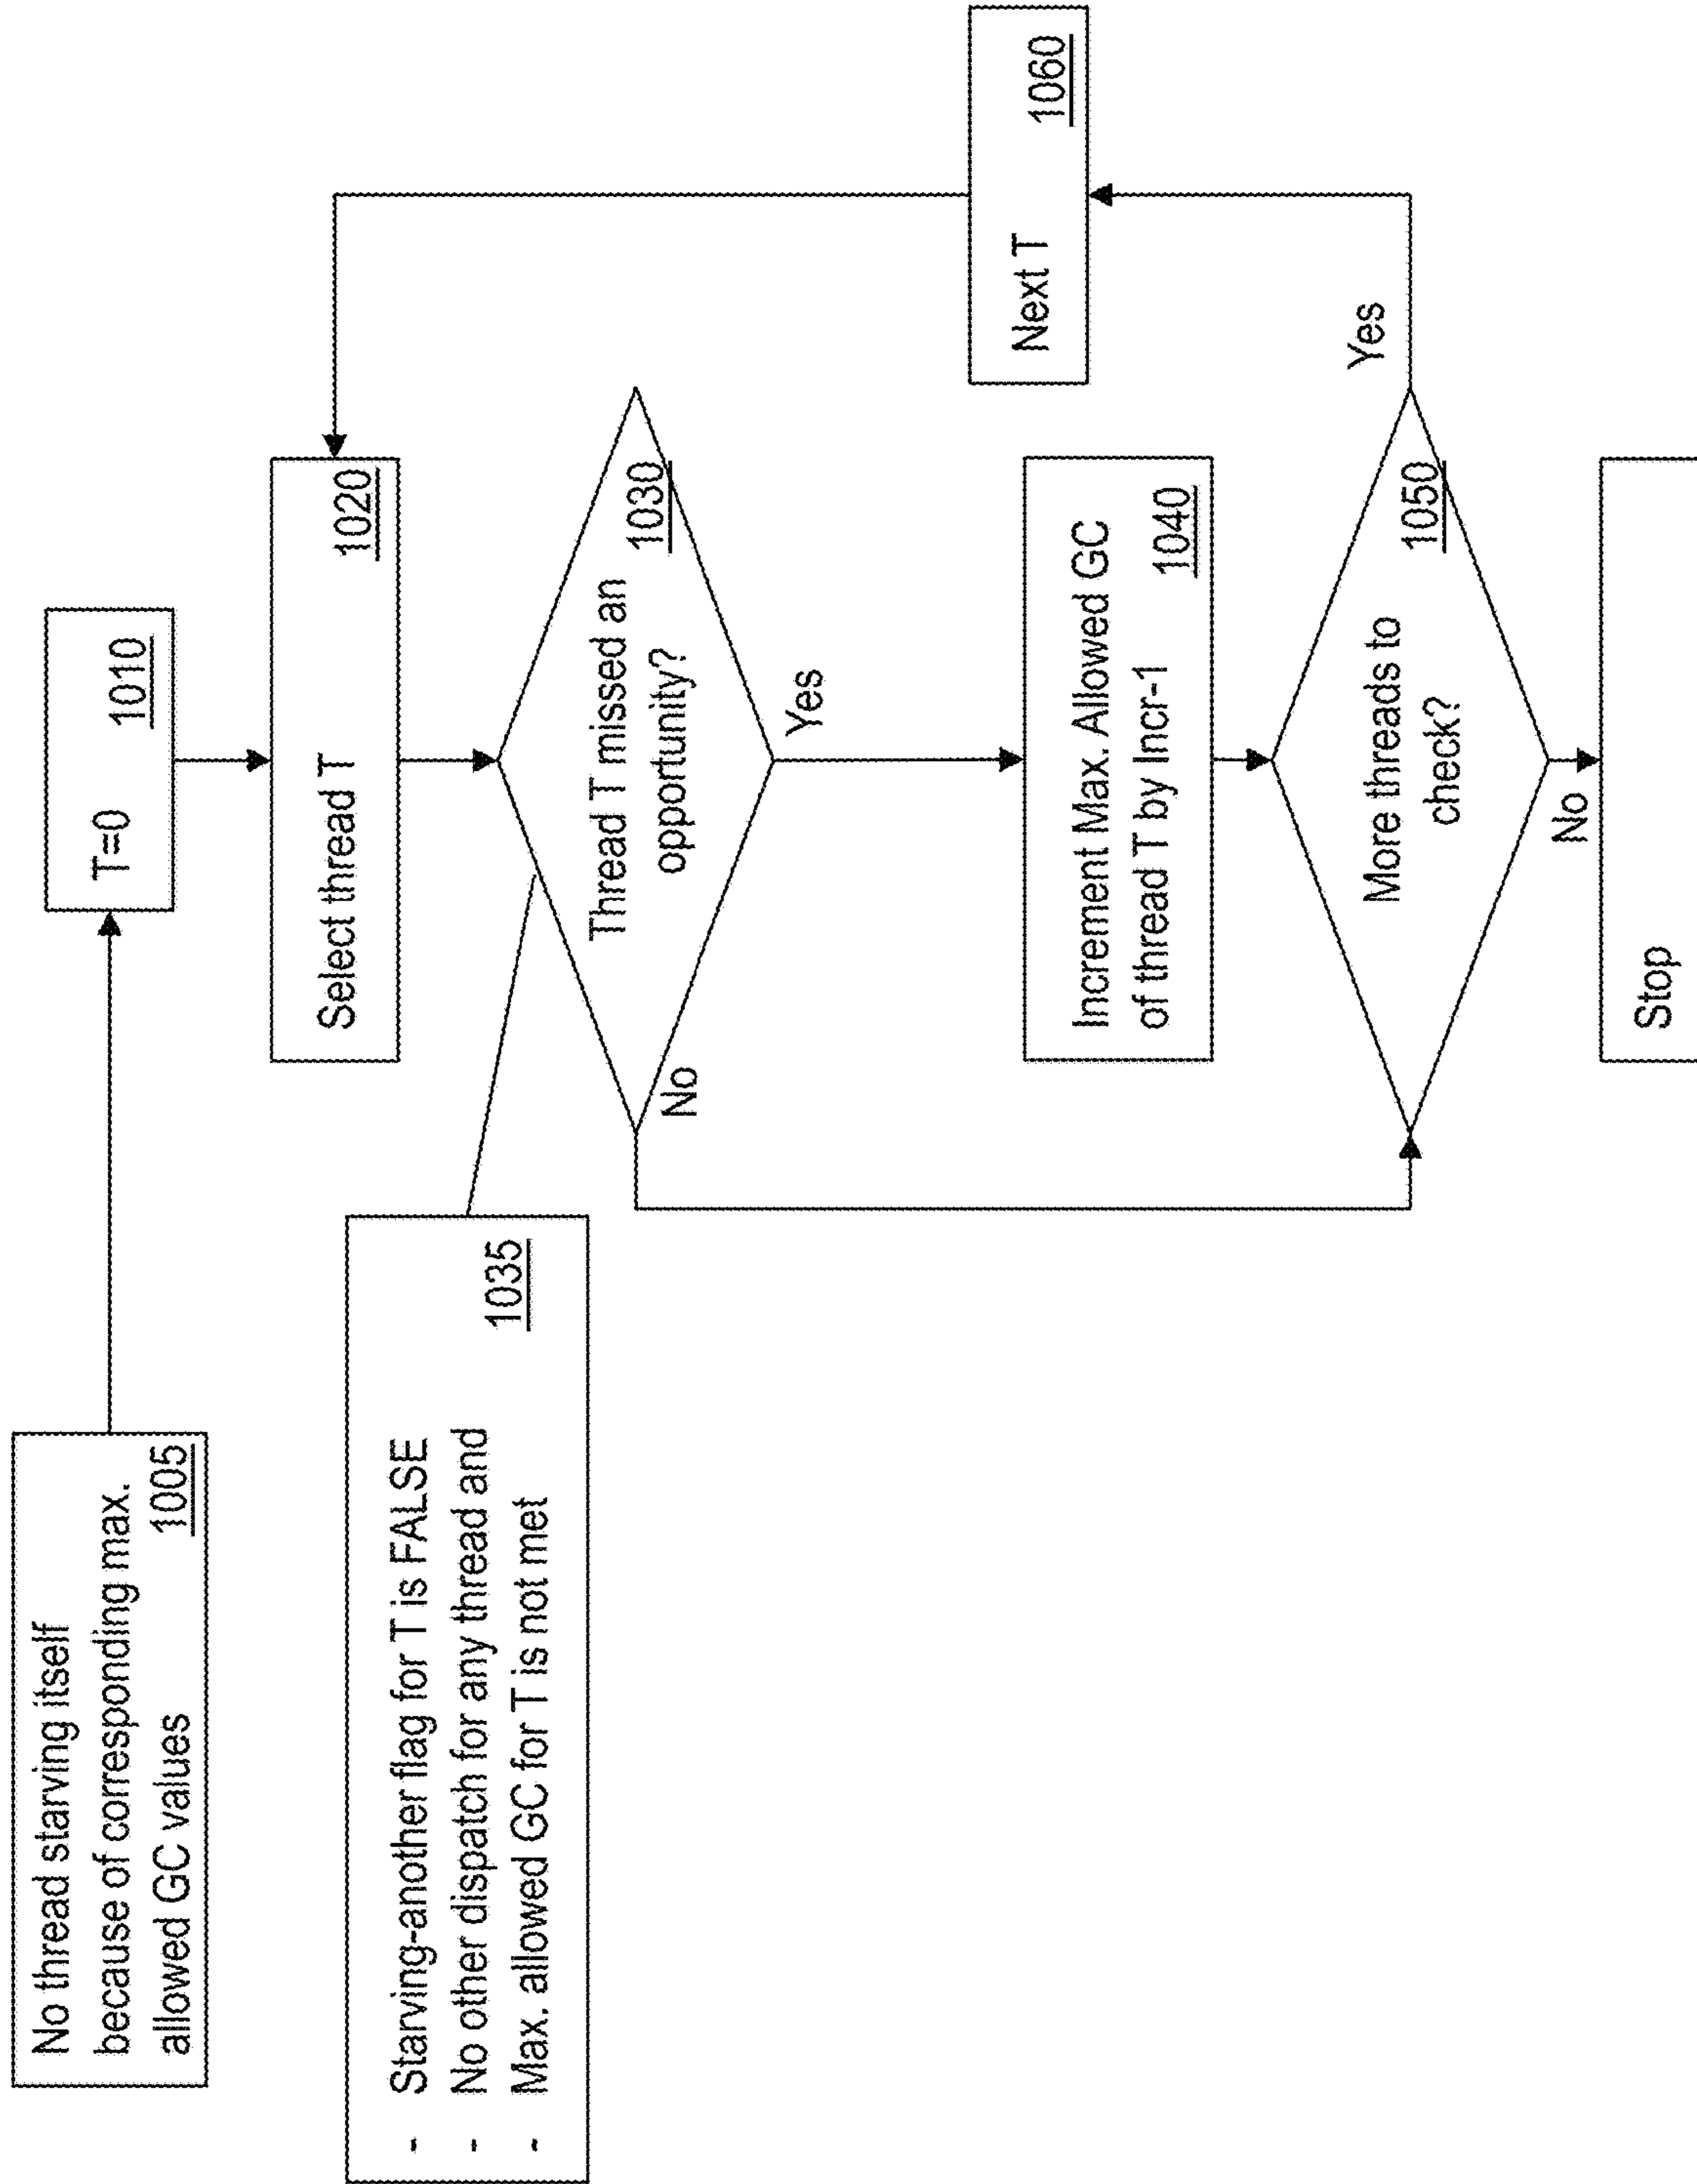 No thread starving itself
because of corresponding max.
allowed GC values
1005
T=0
1010
Select thread T
1020
- Starving-another flag for T is FALSE
- No other dispatch for any thread and
- Max. allowed GC for T is not met
1035
Thread T missed an
opportunity?
1030
No
Yes
Increment Max. Allowed GC
of thread T by Incr-1
1040
More threads to
check?
1050
Yes
No
Next T
1060
Stop